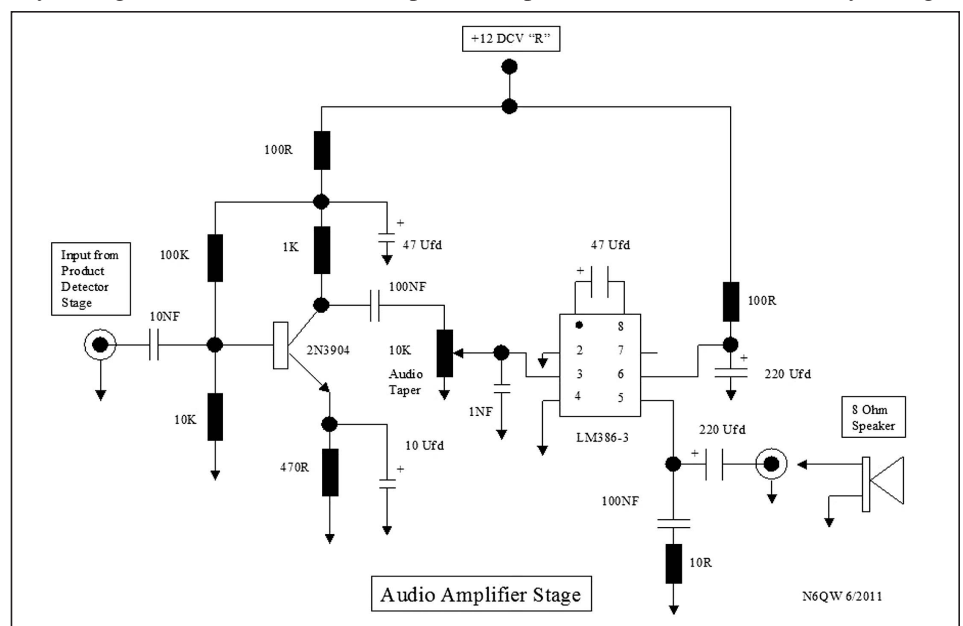 +12 DCV “R”
100R
1K
47 Ufd
+
100K
Input from
Product
Detector
Stage
10NF
100NF
2N3904
10K
Audio
Taper
10K
470R
10 Ufd
+
1NF
47 Ufd
+
8
2
7
3
6
4
5
LM386-3
100R
+
220 Ufd
220 Ufd
+
8 Ohm
Speaker
100NF
10R
Audio Amplifier Stage
N6QW 6/2011